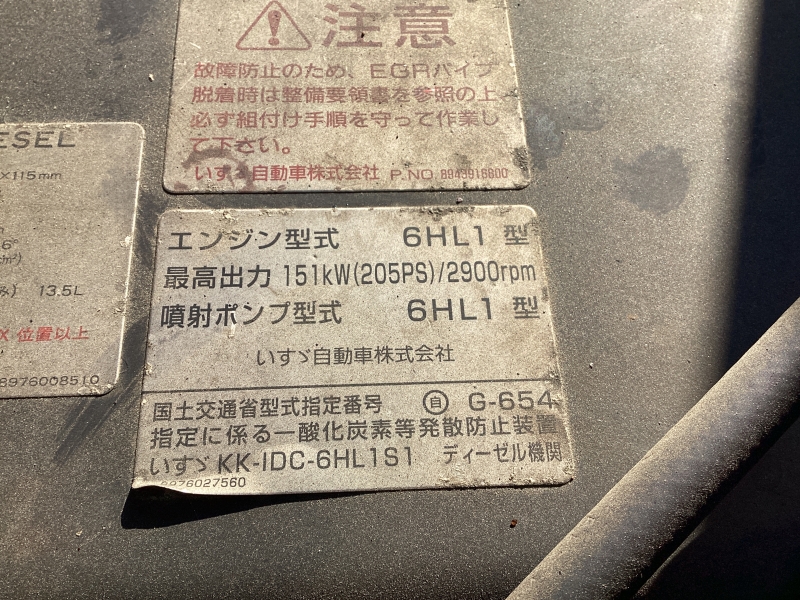 注意
故障防止のため、EGRパイプ
脱着時は整備要領書を参照の上
必ず組付け手順を守って作業し
て下さい。
いすゞ自動車株式会社 P.NO.8943916800
ESEL
×115mm
13.5L
位置以上
8976008510
エンジン型式 6HL1 型
最高出力 151kW(205PS)/2900rpm
噴射ポンプ型式 6HL1 型
いすゞ自動車株式会社
国土交通省型式指定番号 ㊂ G-654
指定に係る一酸化炭素等発散防止装置
いすゞ KK-IDC-6HL1S1 ディーゼル機関
8976027560